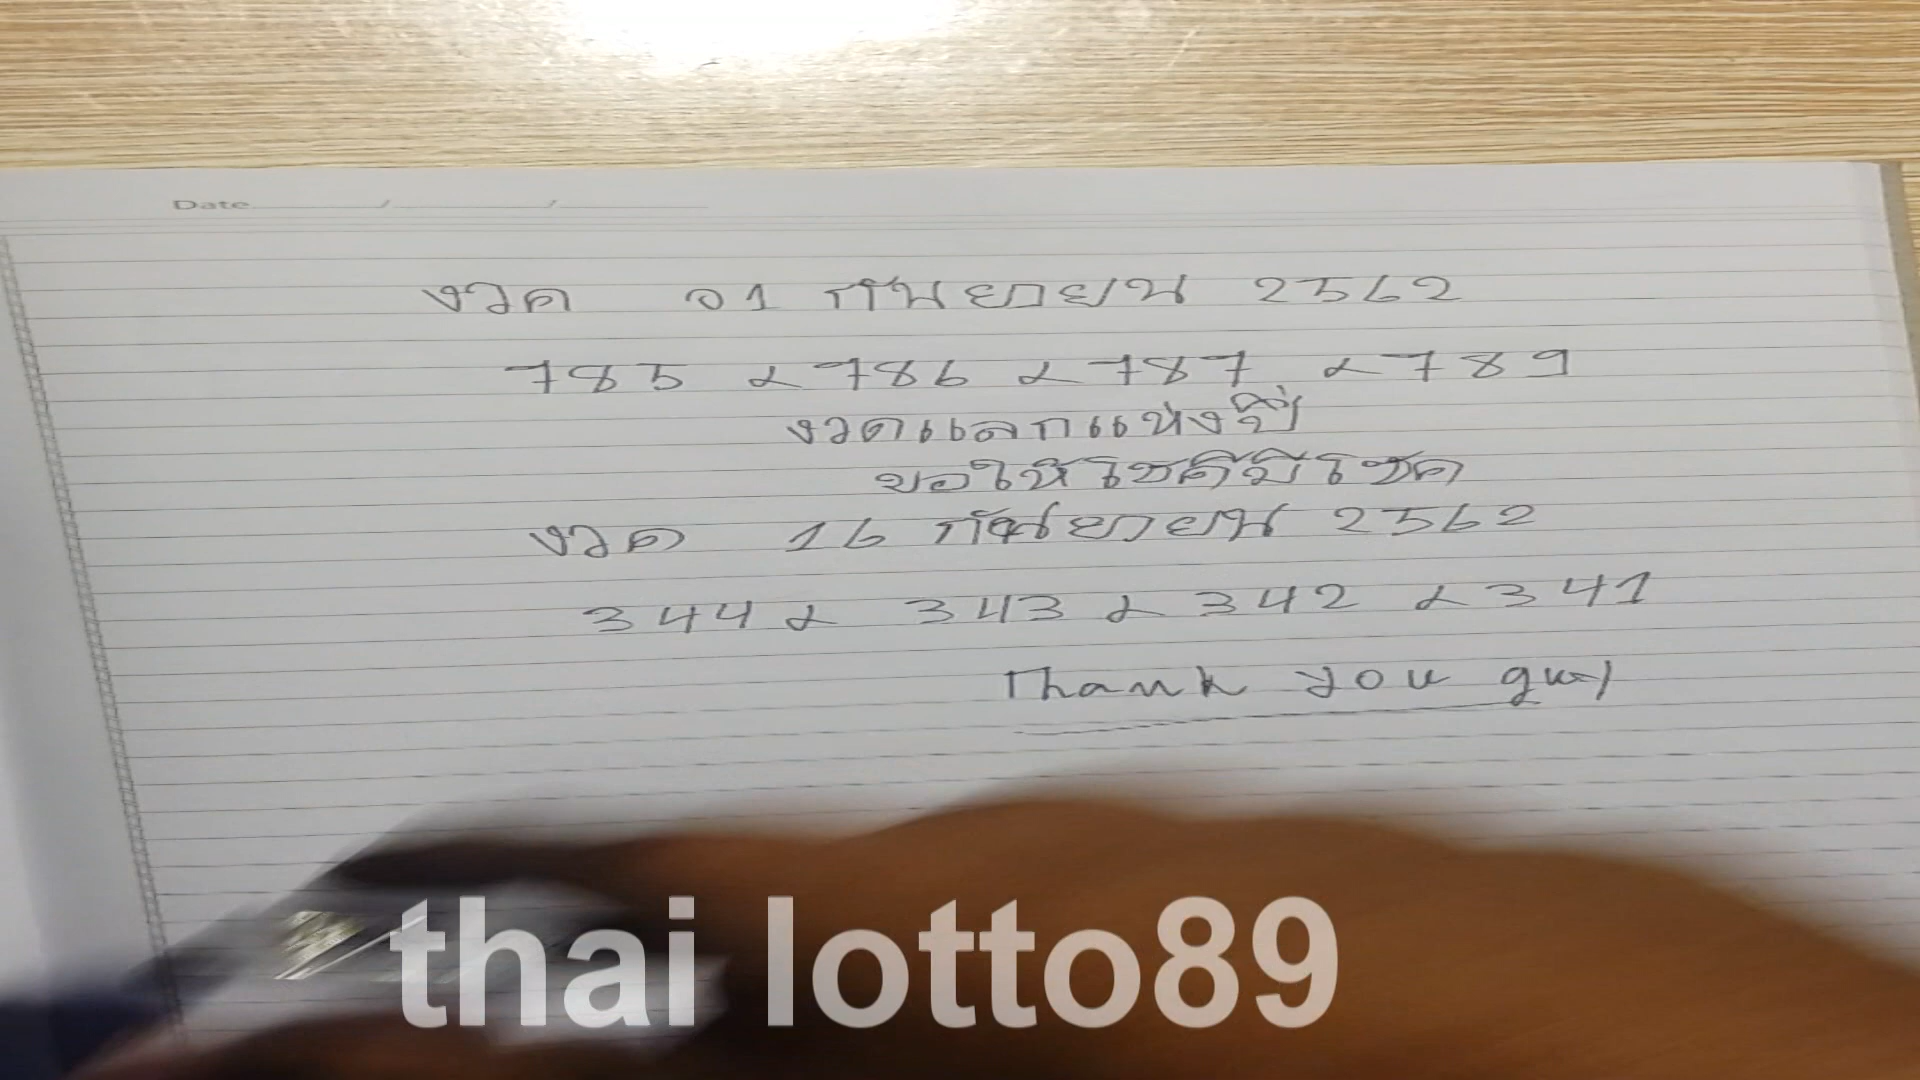 Date / /
งวด 01 กันยายน 2562
785 & 786 & 787 & 789
งวดแลกแบ่ง
ขอให้โชคดีมีโชค
งวด 16 กันยายน 2562
344 & 343 & 342 & 341
Thank you guy
thai lotto89